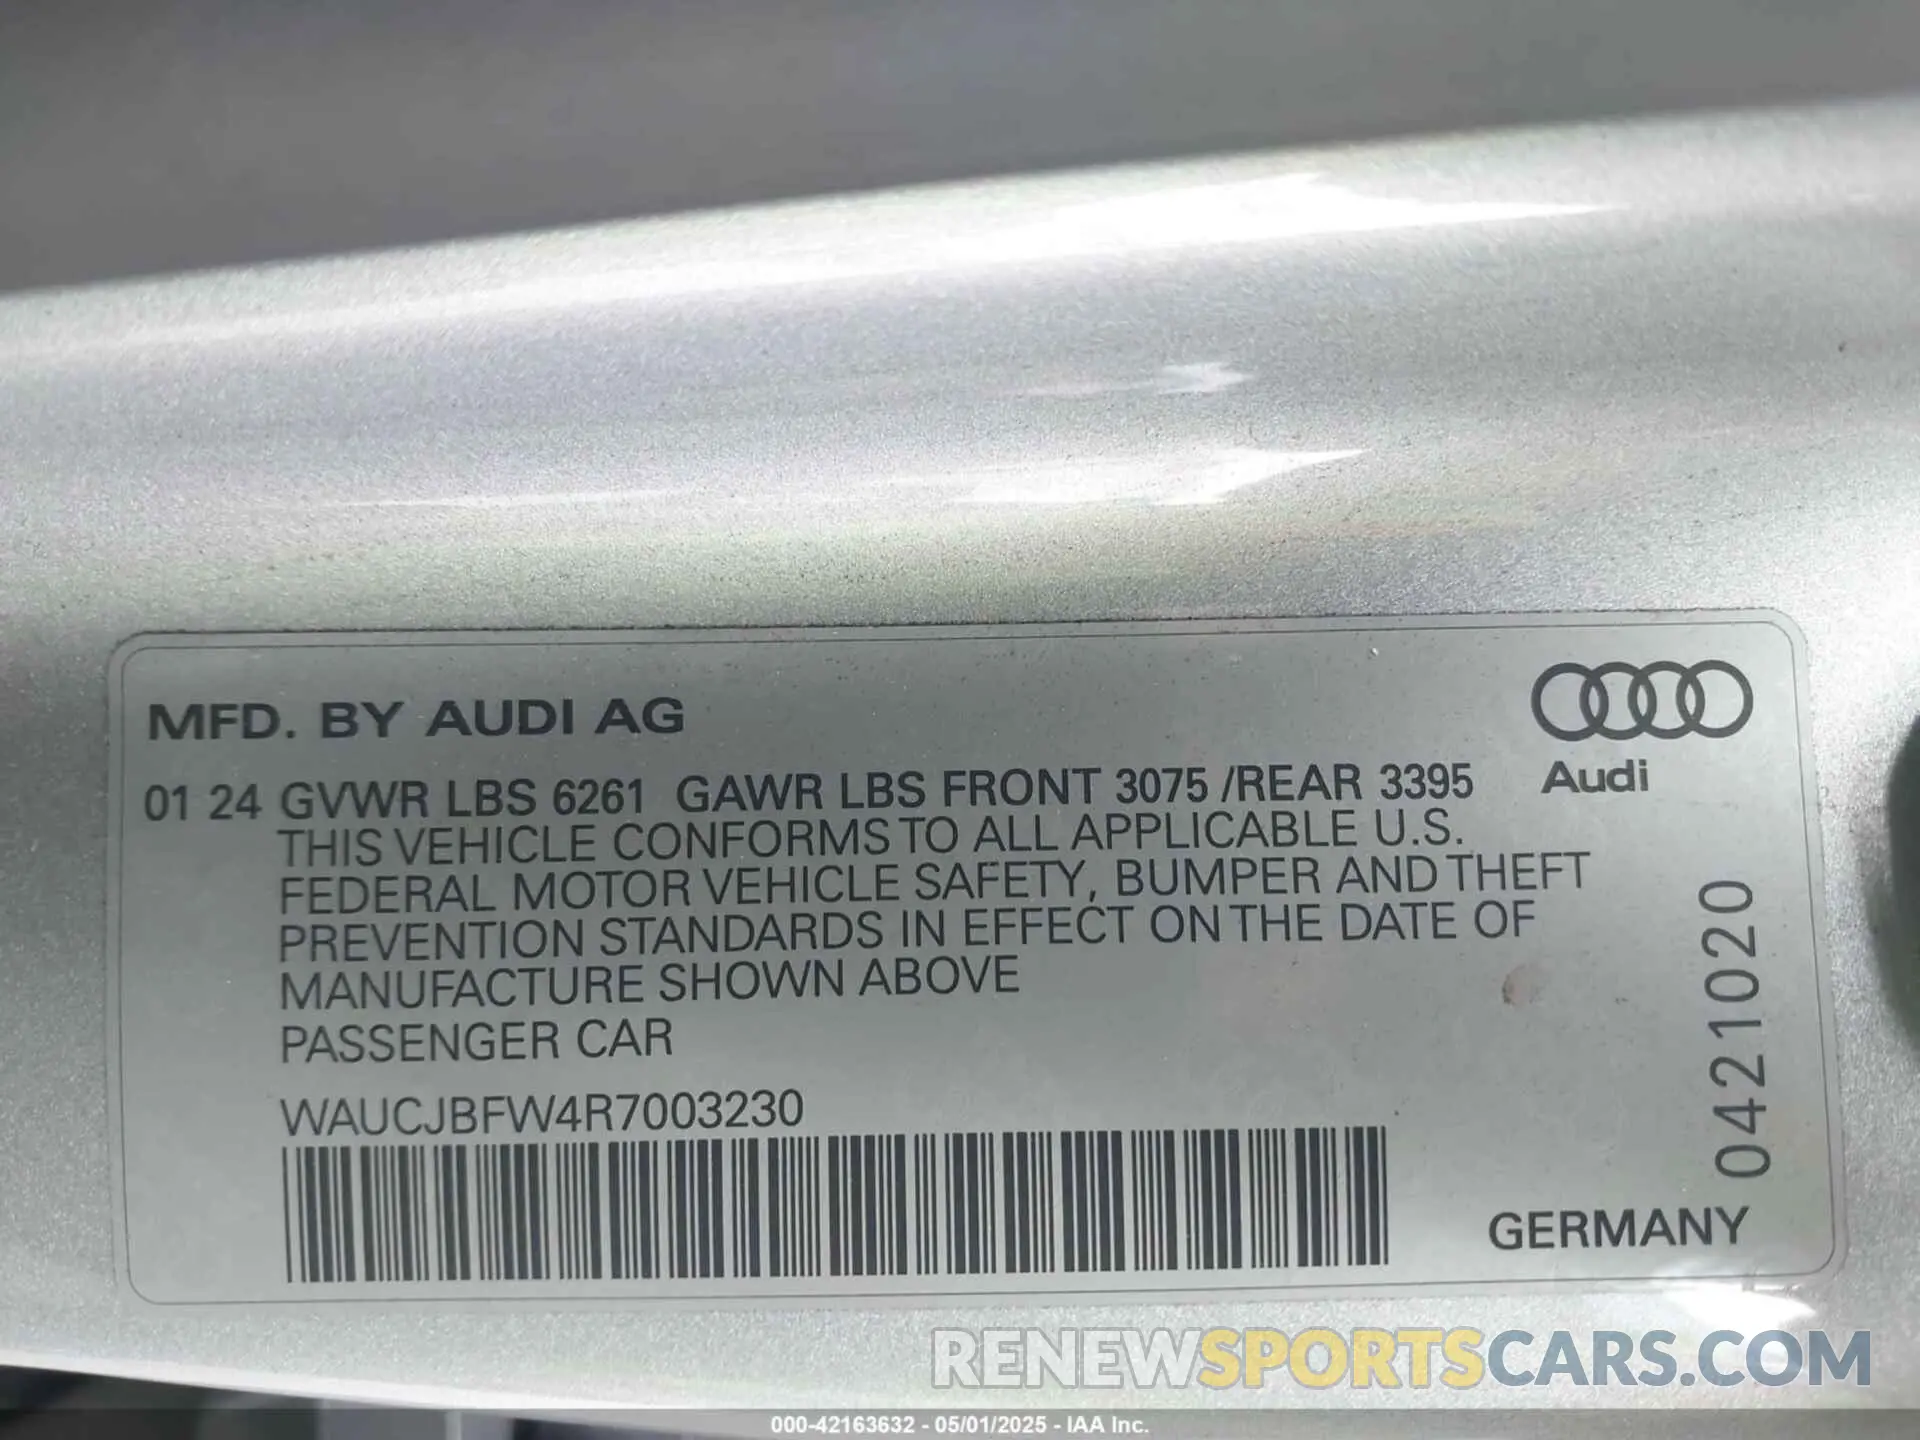 MFD. BY AUDI AG
Audi
01 24 GVWR LBS 6261 GAWR LBS FRONT 3075 /REAR 3395
THIS VEHICLE CONFORMS TO ALL APPLICABLE U.S.
FEDERAL MOTOR VEHICLE SAFETY, BUMPER AND THEFT
PREVENTION STANDARDS IN EFFECT ON THE DATE OF
MANUFACTURE SHOWN ABOVE
PASSENGER CAR
WAUCJBFW4R7003230
0421020
GERMANY
RENEWSPORTSCARS.COM
000-42163632 - 05/01/2025 - IAA Inc.